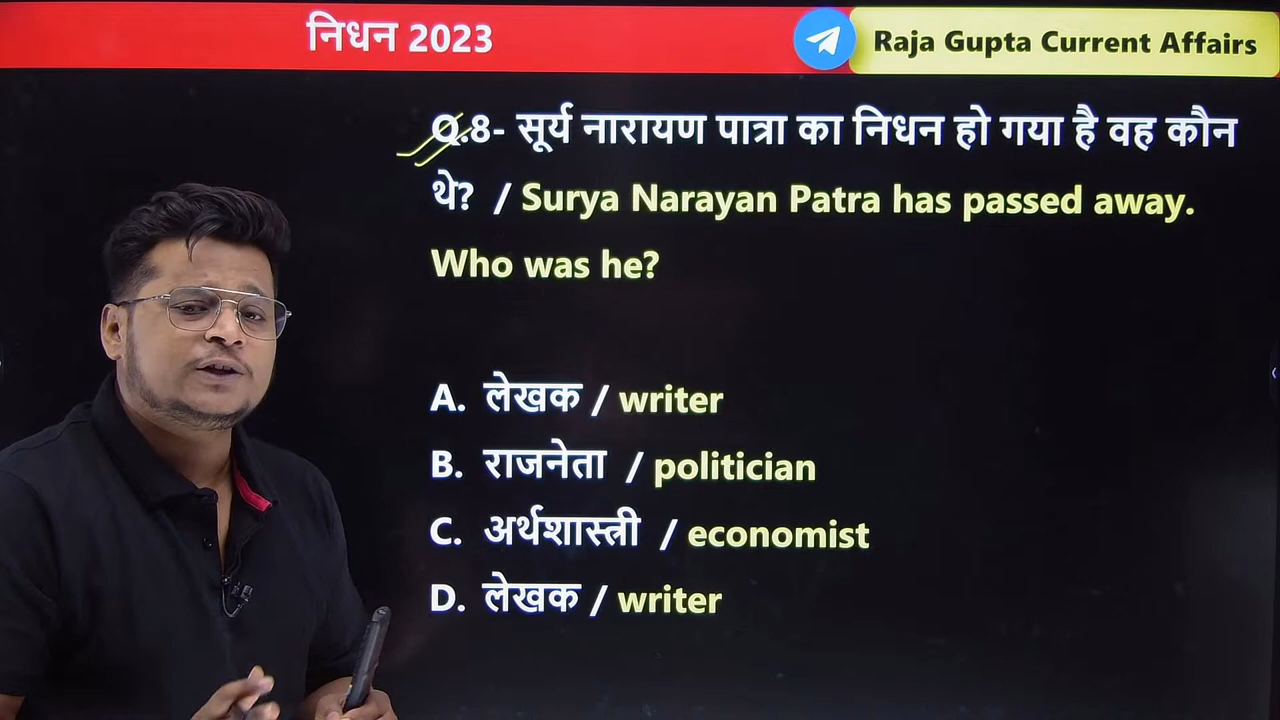 निधन 2023
Raja Gupta Current Affairs
Q.8- सूर्य नारायण पात्रा का निधन हो गया है वह कौन
थे? / Surya Narayan Patra has passed away.
Who was he?
A. लेखक / writer
B. राजनेता / politician
C. अर्थशास्त्री / economist
D. लेखक / writer